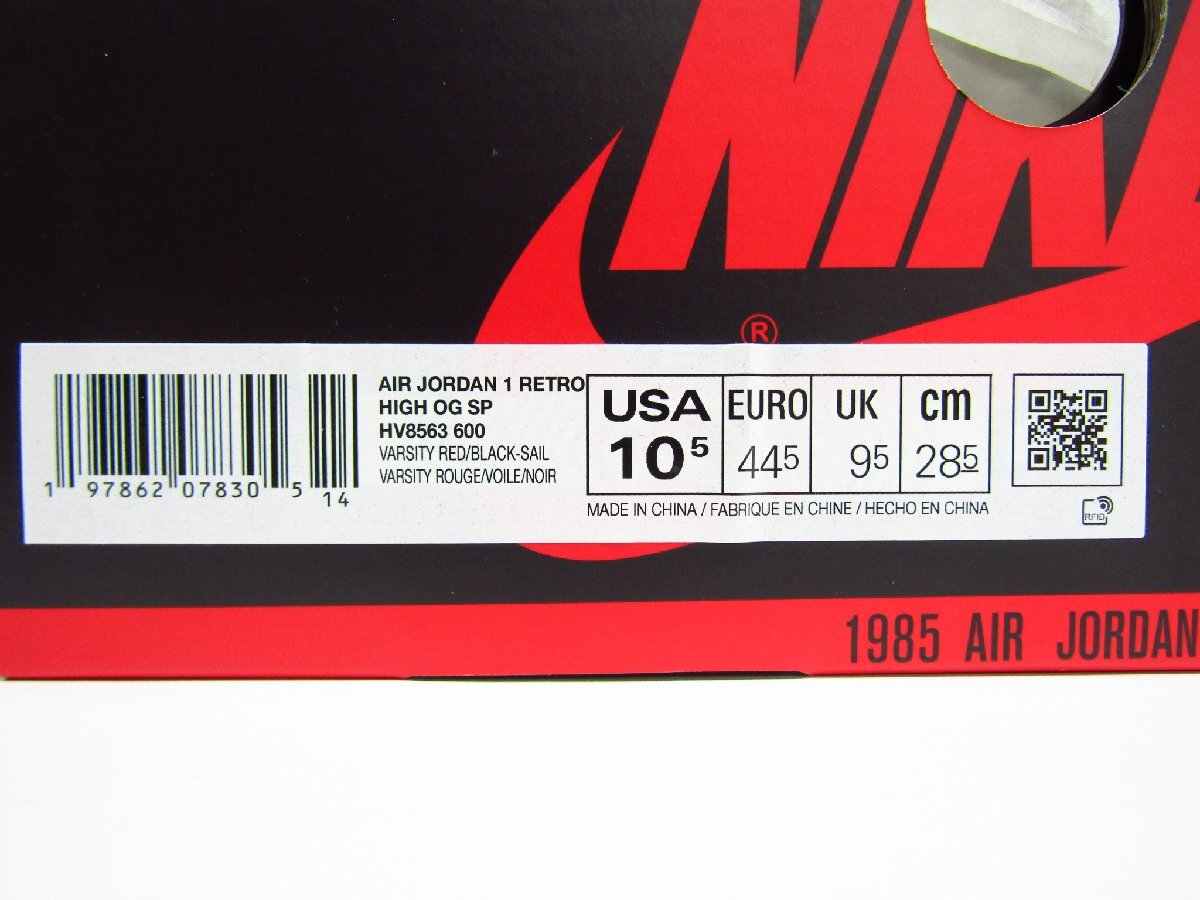 NIKE
®
AIR JORDAN 1 RETRO
HIGH OG SP
HV8563 600
VARSITY RED/BLACK-SAIL
VARSITY ROUGE/VOILE/NOIR
1 97862 07830 5 14
USA EURO UK cm
10⁵ 44⁵ 9⁵ 28⁵
MADE IN CHINA / FABRIQUE EN CHINE / HECHO EN CHINA
RFID
1985 AIR JORDAN